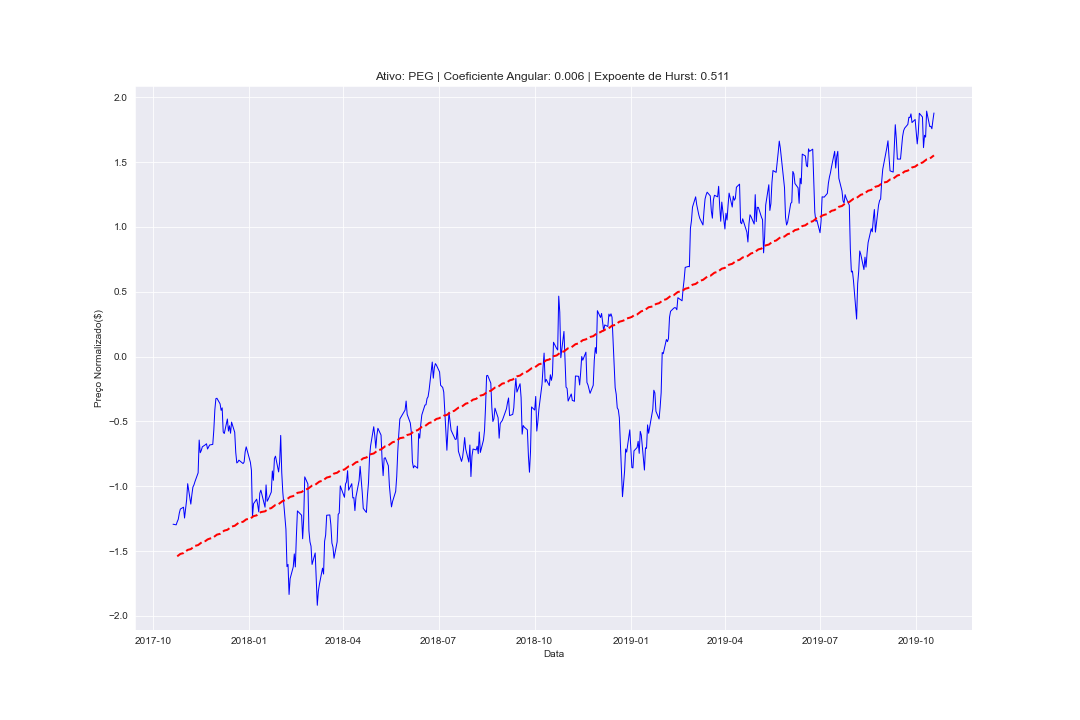 Ativo: PEG | Coeficiente Angular: 0.006 | Expoente de Hurst: 0.511
Preço Normalizado($)
2.0
1.5
1.0
0.5
0.0
−0.5
−1.0
−1.5
−2.0
2017-10 2018-01 2018-04 2018-07 2018-10 2019-01 2019-04 2019-07 2019-10
Data